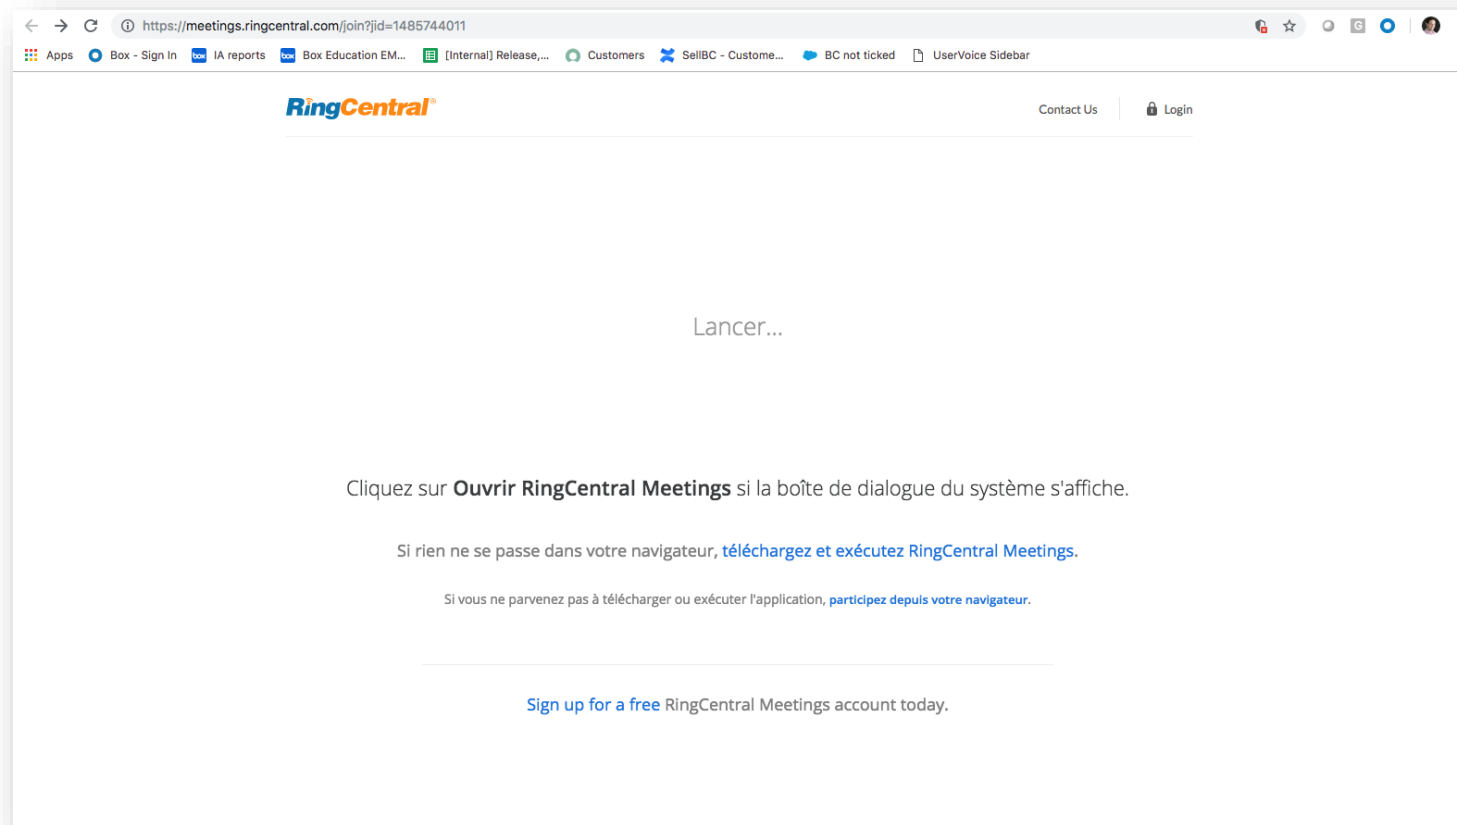 https://meetings.ringcentral.com/join?jid=1485744011
G
Apps Box - Sign In box IA reports box Box Education EM... [Internal] Release,... Customers SellBC - Custome... BC not ticked UserVoice Sidebar
RingCentral® Contact Us Login
Lancer...
Cliquez sur Ouvrir RingCentral Meetings si la boîte de dialogue du système s'affiche.
Si rien ne se passe dans votre navigateur, téléchargez et exécutez RingCentral Meetings.
Si vous ne parvenez pas à télécharger ou exécuter l'application, participez depuis votre navigateur.
Sign up for a free RingCentral Meetings account today.